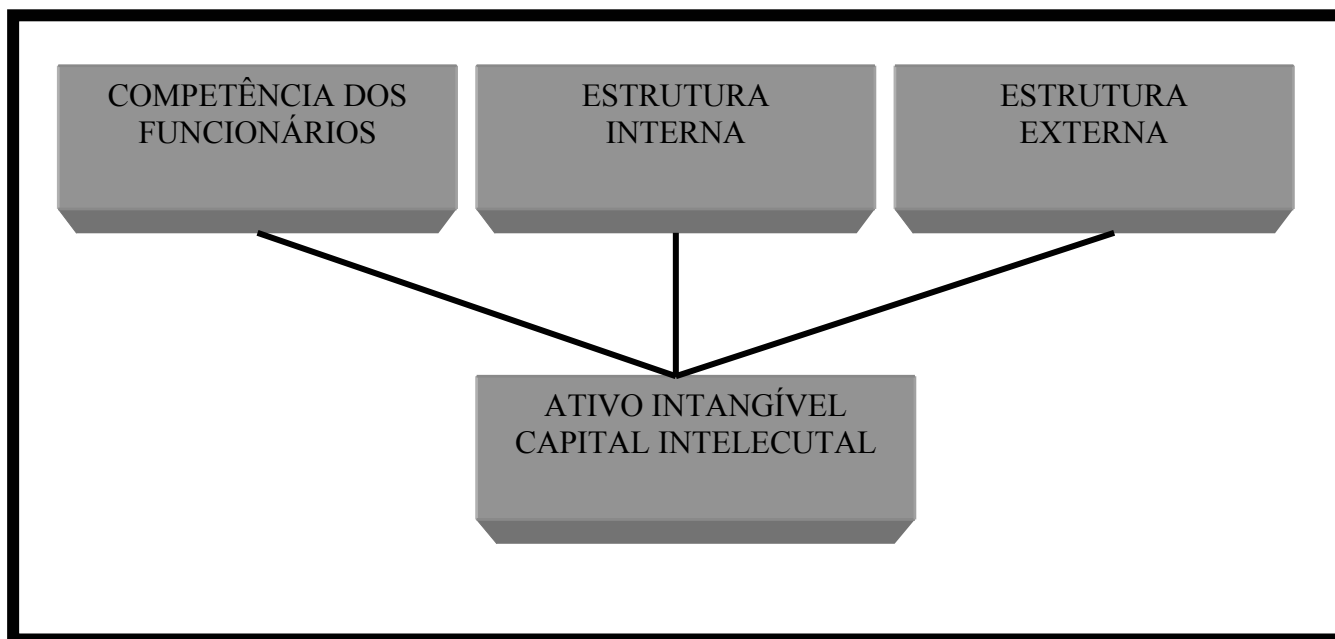 COMPETÊNCIA DOS
FUNCIONÁRIOS
ESTRUTURA
INTERNA
ESTRUTURA
EXTERNA
ATIVO INTANGÍVEL
CAPITAL INTELECUTAL